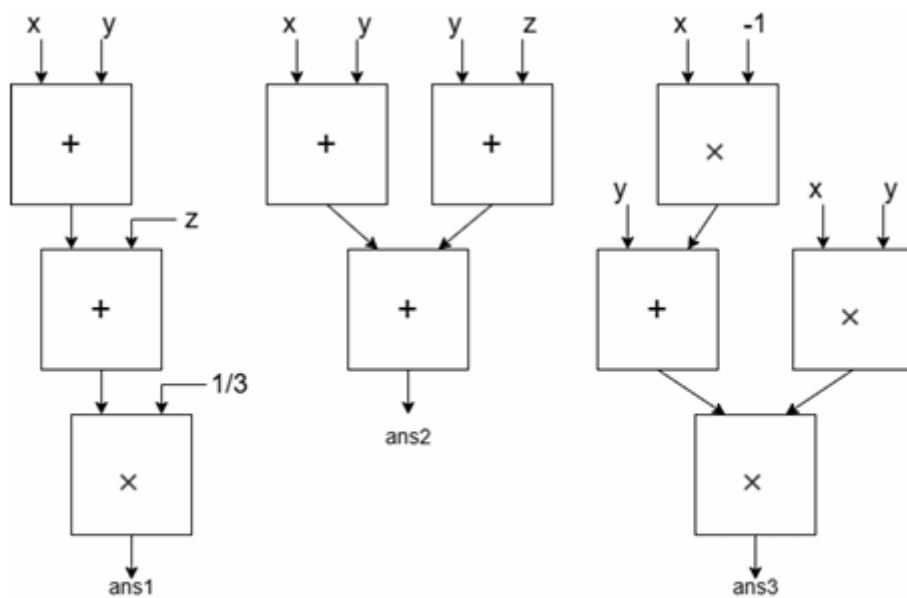 x y x y y z x -1
+ + + ×
y x y
z
+ + + ×
1/3
ans2
× ×
ans1 ans3